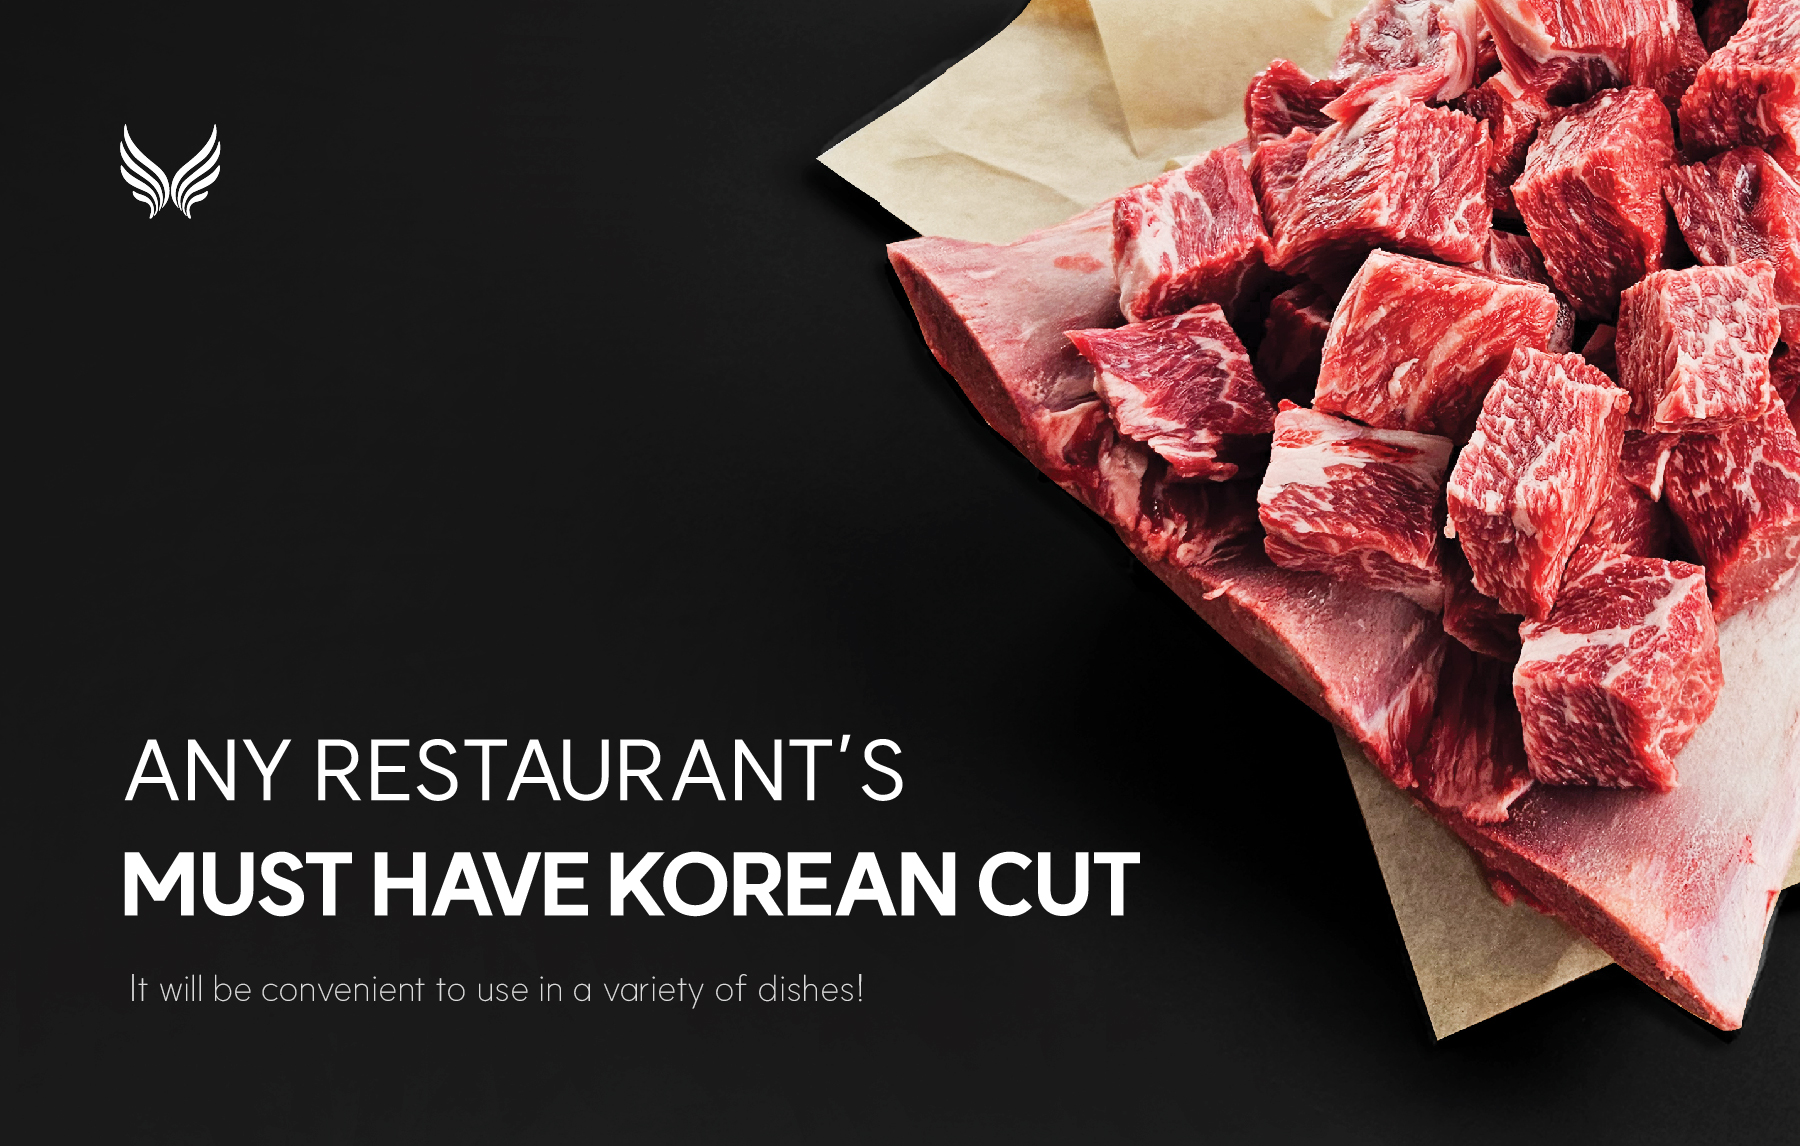 ANY RESTAURANT'S
MUST HAVE KOREAN CUT
It will be convenient to use in a variety of dishes!